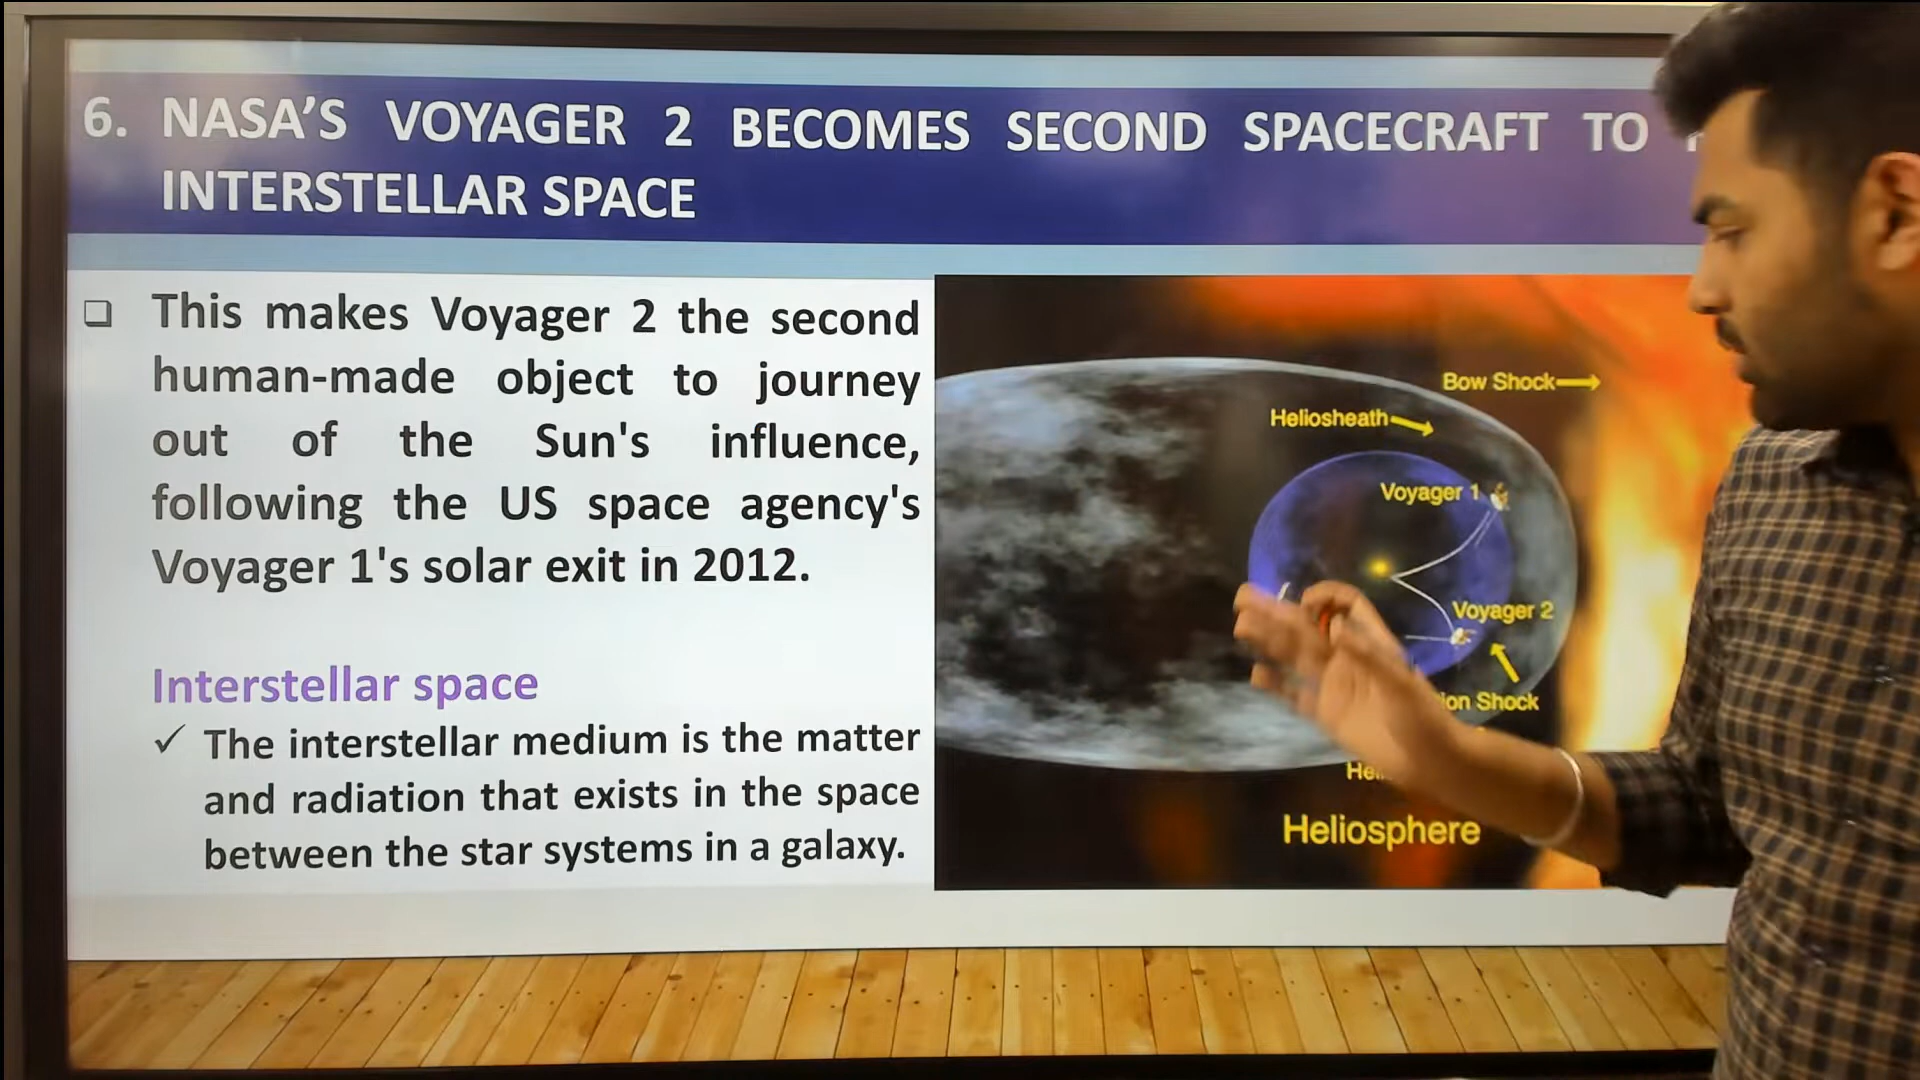 6. NASA'S VOYAGER 2 BECOMES SECOND SPACECRAFT TO
INTERSTELLAR SPACE
❑ This makes Voyager 2 the second
human-made object to journey
out of the Sun's influence,
following the US space agency's
Voyager 1's solar exit in 2012.
Interstellar space
✓ The interstellar medium is the matter
and radiation that exists in the space
between the star systems in a galaxy.
Bow Shock
Heliosheath
Voyager 1
Voyager 2
Shock
Heliosphere